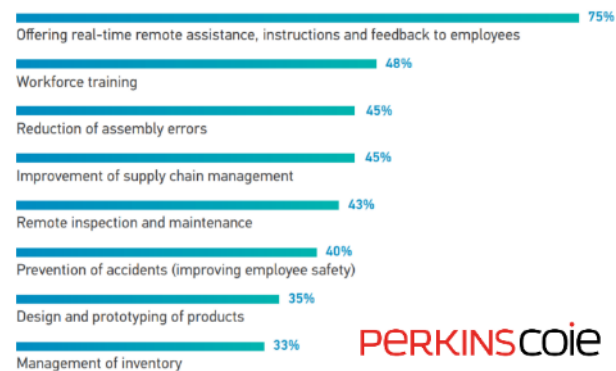 75%
Offering real-time remote assistance, instructions and feedback to employees
48%
Workforce training
45%
Reduction of assembly errors
45%
Improvement of supply chain management
43%
Remote inspection and maintenance
40%
Prevention of accidents (improving employee safety)
35%
Design and prototyping of products
33%
Management of inventory
PERKINSCOIE